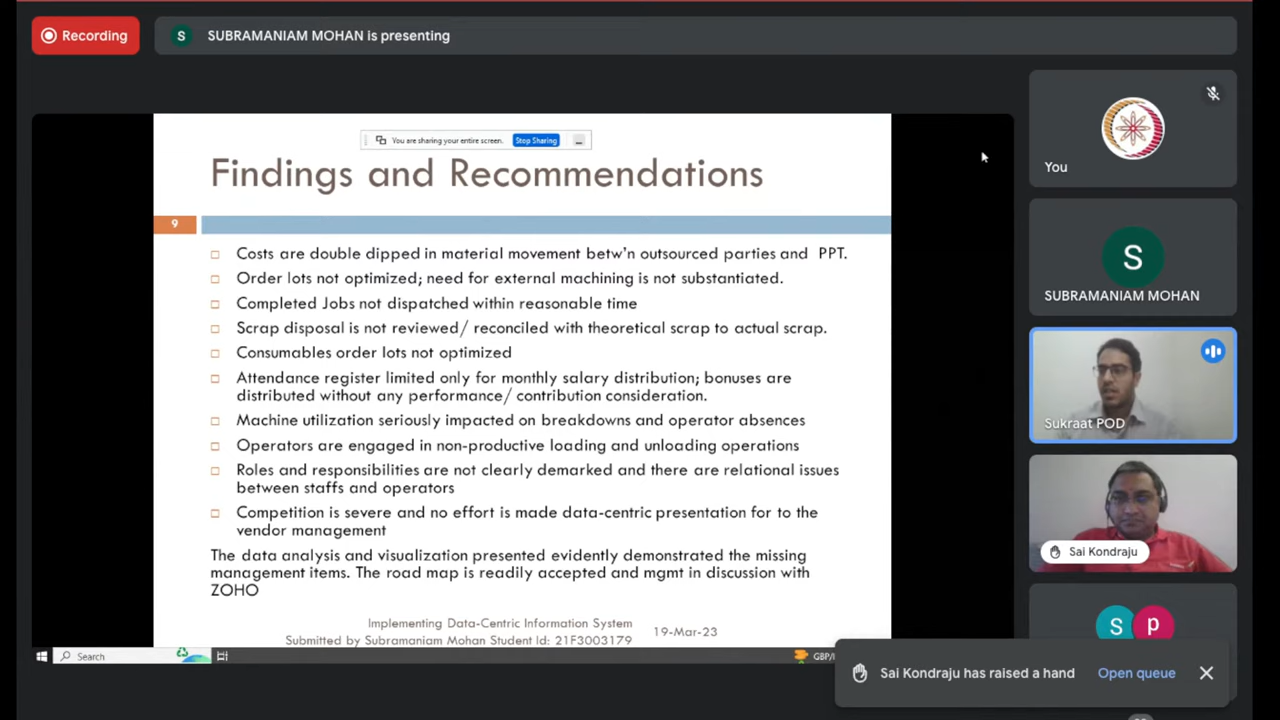 Recording
S
SUBRAMANIAM MOHAN is presenting
You are sharing your entire screen.
Stop Sharing
Findings and Recommendations
9
Costs are double dipped in material movement betw'n outsourced parties and PPT.
Order lots not optimized; need for external machining is not substantiated.
Completed Jobs not dispatched within reasonable time
Scrap disposal is not reviewed/ reconciled with theoretical scrap to actual scrap.
Consumables order lots not optimized
Attendance register limited only for monthly salary distribution; bonuses are
distributed without any performance/ contribution consideration.
Machine utilization seriously impacted on breakdowns and operator absences
Operators are engaged in non-productive loading and unloading operations
Roles and responsibilities are not clearly demarked and there are relational issues
between staffs and operators
Competition is severe and no effort is made data-centric presentation for to the
vendor management
The data analysis and visualization presented evidently demonstrated the missing
management items. The road map is readily accepted and mgmt in discussion with
ZOHO
Implementing Data-Centric Information System
Submitted by Subramaniam Mohan Student Id: 21F3003179
19-Mar-23
Search
GBP/
You
S
SUBRAMANIAM MOHAN
Sukraat POD
Sai Kondraju
S
p
Sai Kondraju has raised a hand
Open queue